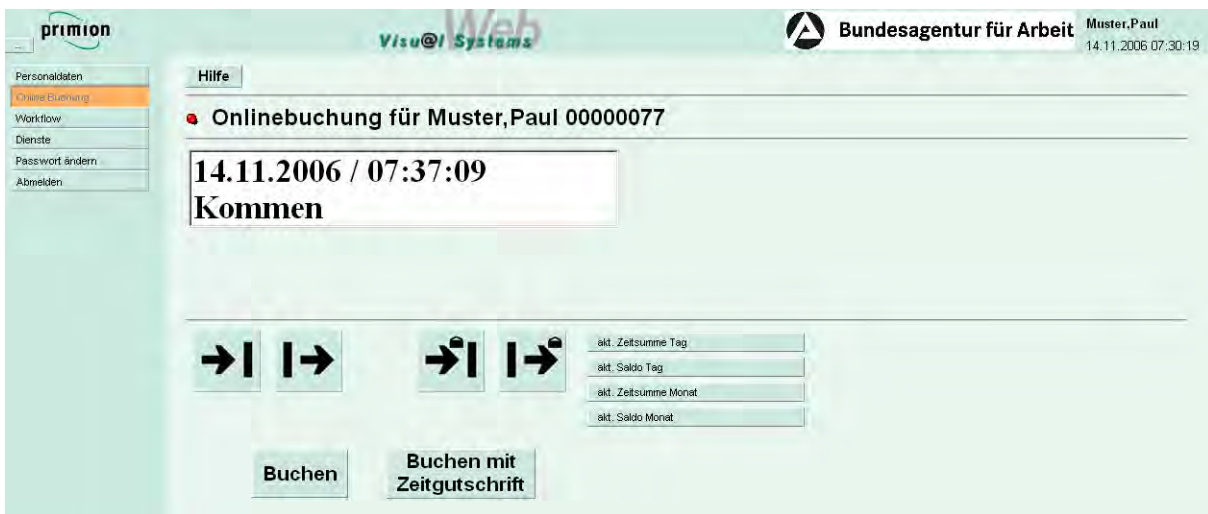 primion
...
Web
Visu@l Systems
Bundesagentur für Arbeit
Muster,Paul
14.11.2006 07:30:19
Personaldaten
Online Buchung
Workflow
Dienste
Passwort ändern
Abmelden
Hilfe
Onlinebuchung für Muster,Paul 00000077
14.11.2006 / 07:37:09
Kommen
akt. Zeitsumme Tag
akt. Saldo Tag
akt. Zeitsumme Monat
akt. Saldo Monat
Buchen
Buchen mit
Zeitgutschrift